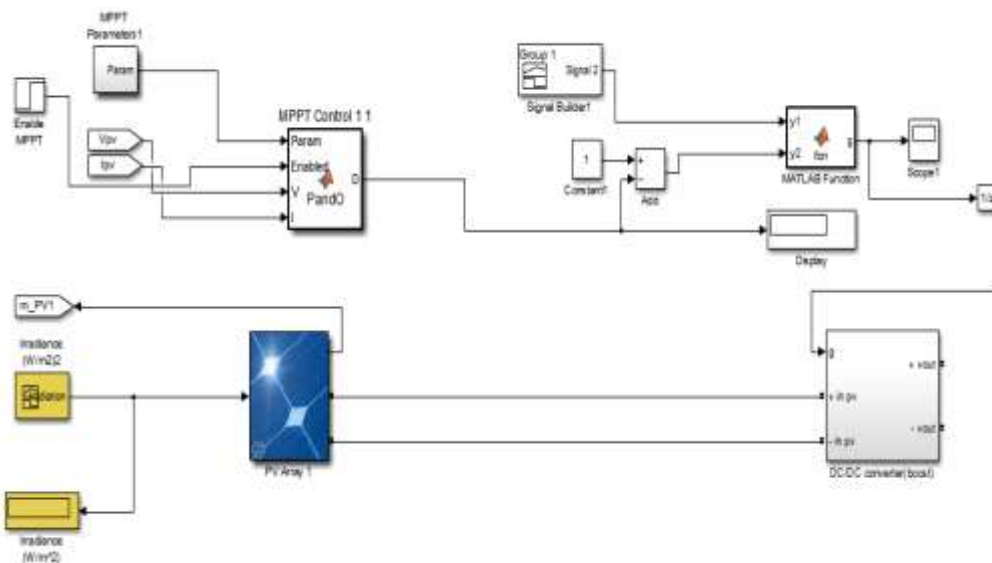 MPPT
Parameters1
Param
Enable
MPPT
Vpv
Ipv
MPPT Control 1 1
Param
Enabled
V
I
D
PandO
Group 1
Signal 2
Signal Builder1
1
Constant1
+
-
Add
y1
y2
fcn
MATLAB Function
Scope1
Display
m_PV1
Irradiance
(W/m2)2
PV Array 1
g
+ in pv
- in pv
+ vout
- vout
DC-DC converter(boost)
Irradiance
(W/m^2)